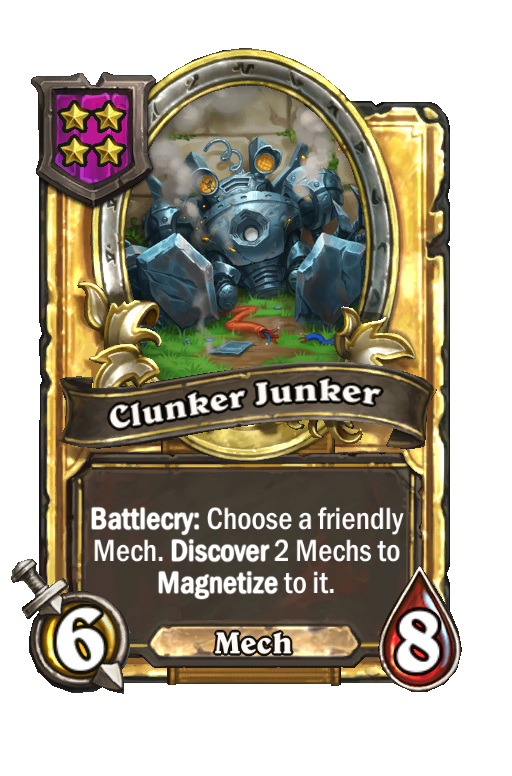 Clunker Junker
Battlecry: Choose a friendly
Mech. Discover 2 Mechs to
Magnetize to it.
6
Mech
8